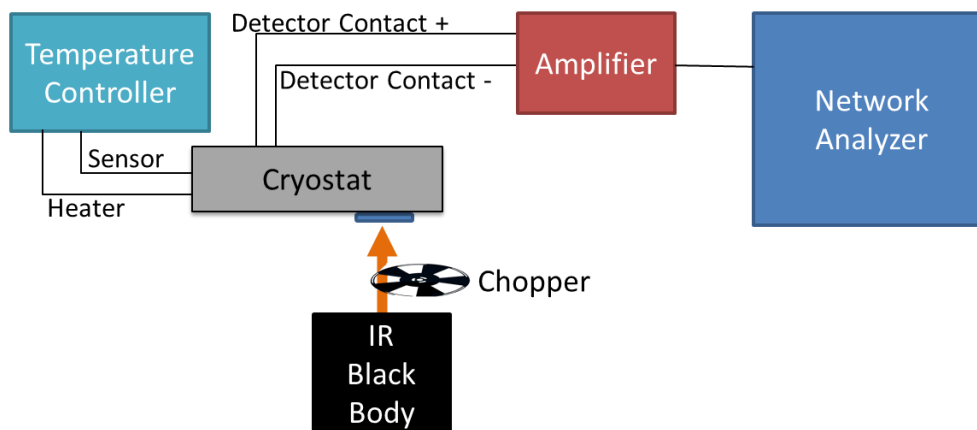 Detector Contact +
Temperature
Controller
Amplifier
Detector Contact -
Network
Analyzer
Sensor
Cryostat
Heater
Chopper
IR
Black
Body